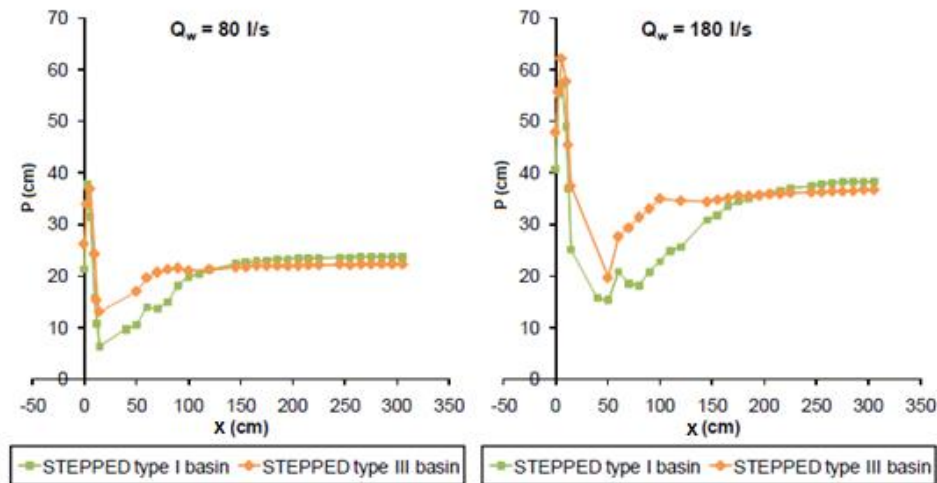 Qw = 80 l/s
70
60
50
40
30
20
10
0
P (cm)
-50 0 50 100 150 200 250 300 350
X (cm)
STEPPED type I basin STEPPED type III basin
Qw = 180 l/s
70
60
50
40
30
20
10
0
P (cm)
-50 0 50 100 150 200 250 300 350
X (cm)
STEPPED type I basin STEPPED type III basin